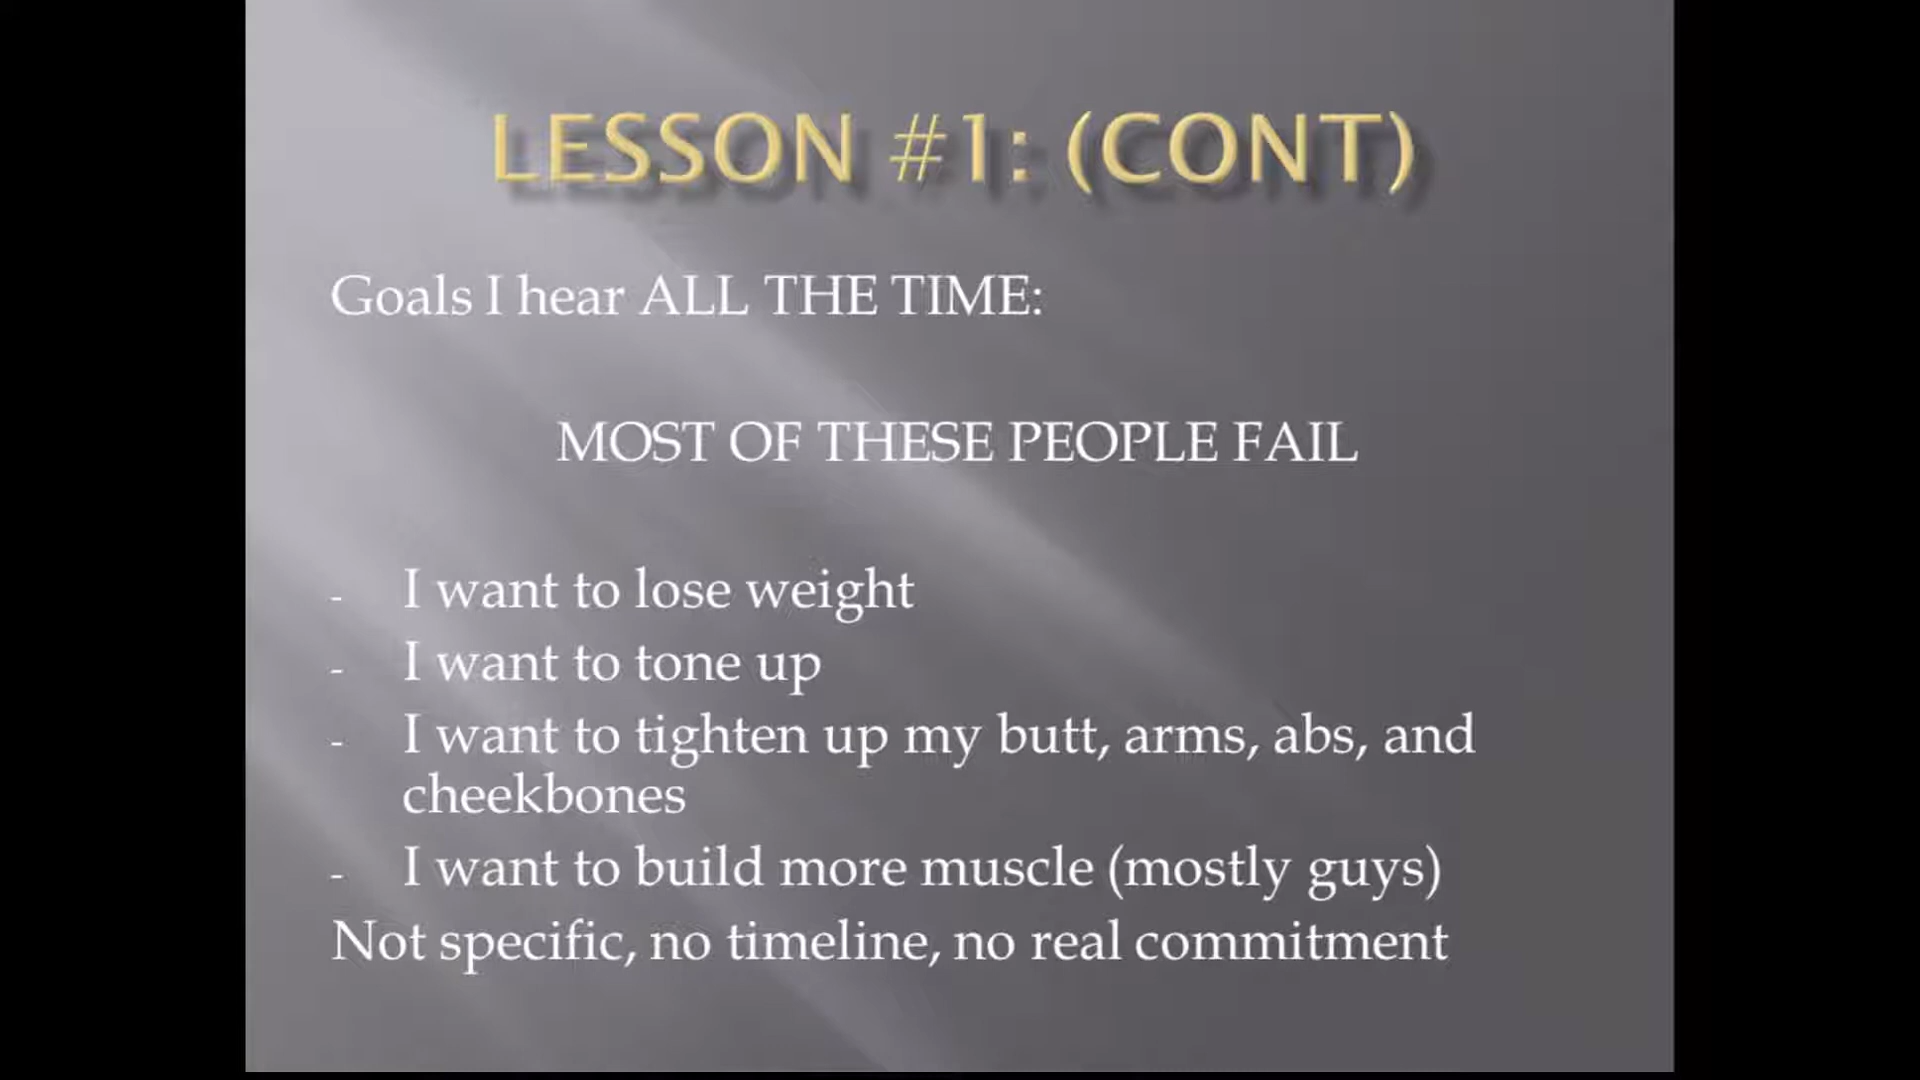 LESSON #1: (CONT)
Goals I hear ALL THE TIME:
MOST OF THESE PEOPLE FAIL
- I want to lose weight
- I want to tone up
- I want to tighten up my butt, arms, abs, and
cheekbones
- I want to build more muscle (mostly guys)
Not specific, no timeline, no real commitment